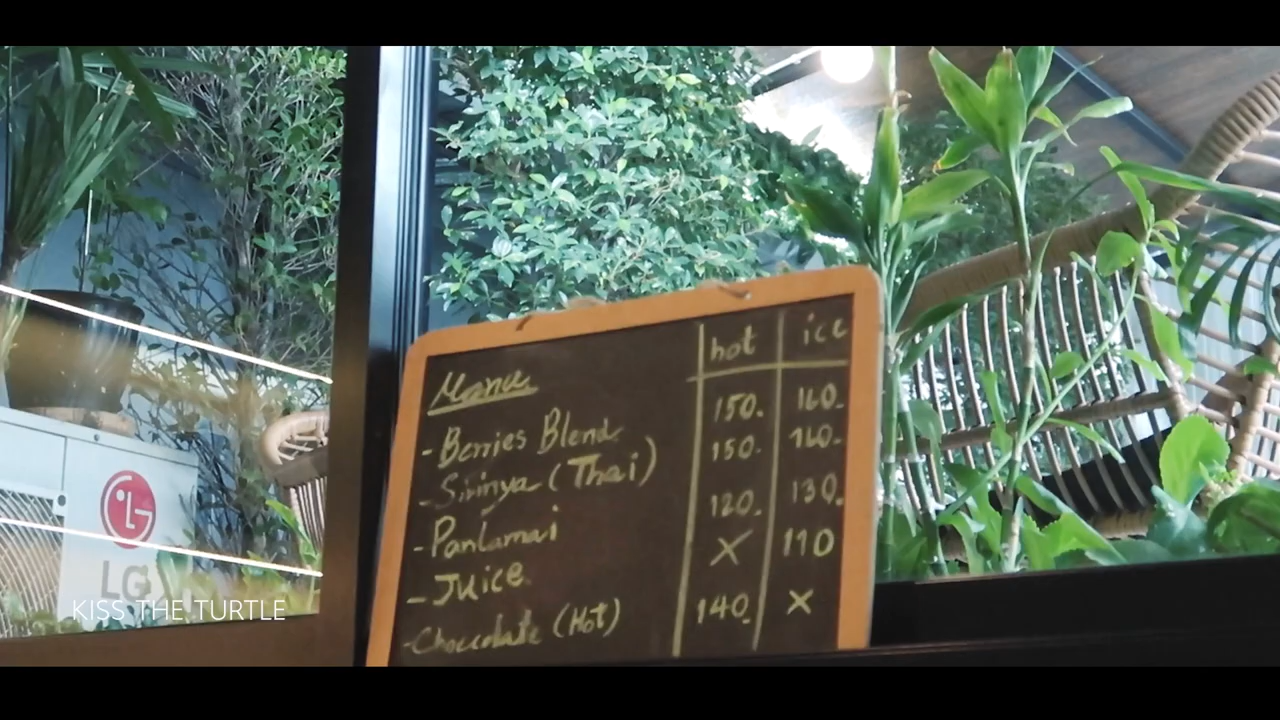 hot ice
Menu
- Berries Blend 150. 160.
- Sirinya (Thai) 150. 160.
- Panlamai 120. 130.
- Juice X 110
- Choccolate (Hot) 140. X
LG
KISS THE TURTLE